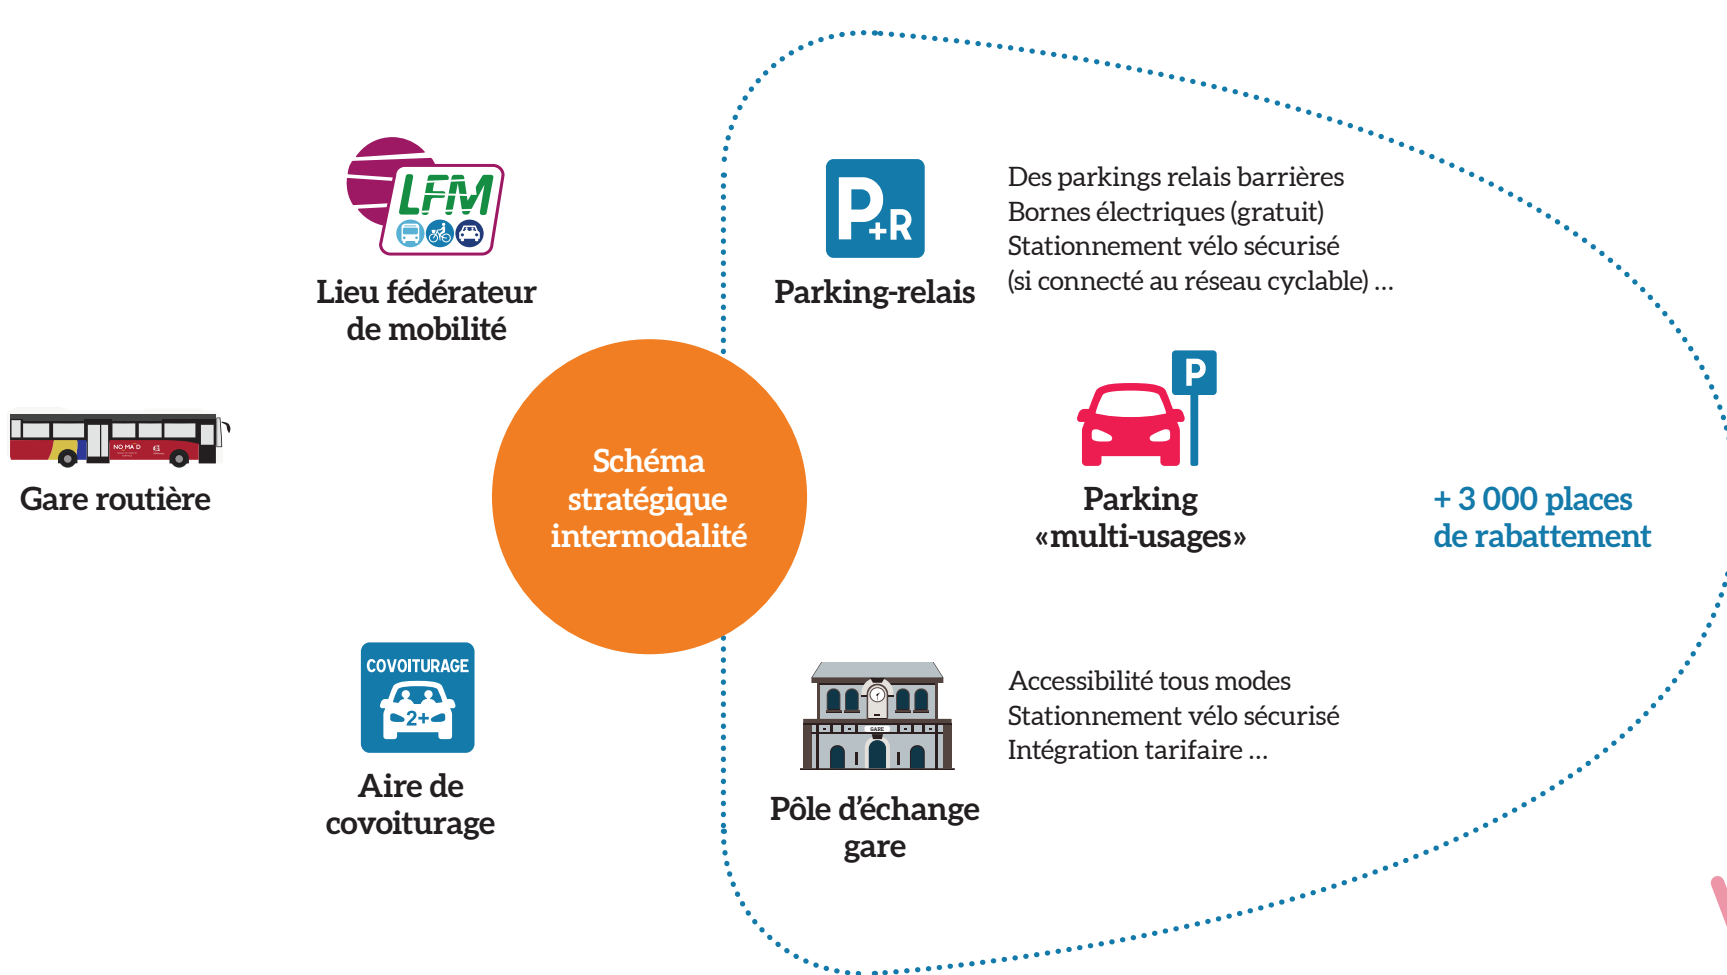 LFM
Lieu fédérateur
de mobilité
Gare routière
NOMAD
Schéma
stratégique
intermodalité
COVOITURAGE
2+
Aire de
covoiturage
P+R
Parking-relais
Des parkings relais barrières
Bornes électriques (gratuit)
Stationnement vélo sécurisé
(si connecté au réseau cyclable) ...
P
Parking
«multi-usages»
+ 3 000 places
de rabattement
GARE
Pôle d’échange
gare
Accessibilité tous modes
Stationnement vélo sécurisé
Intégration tarifaire ...